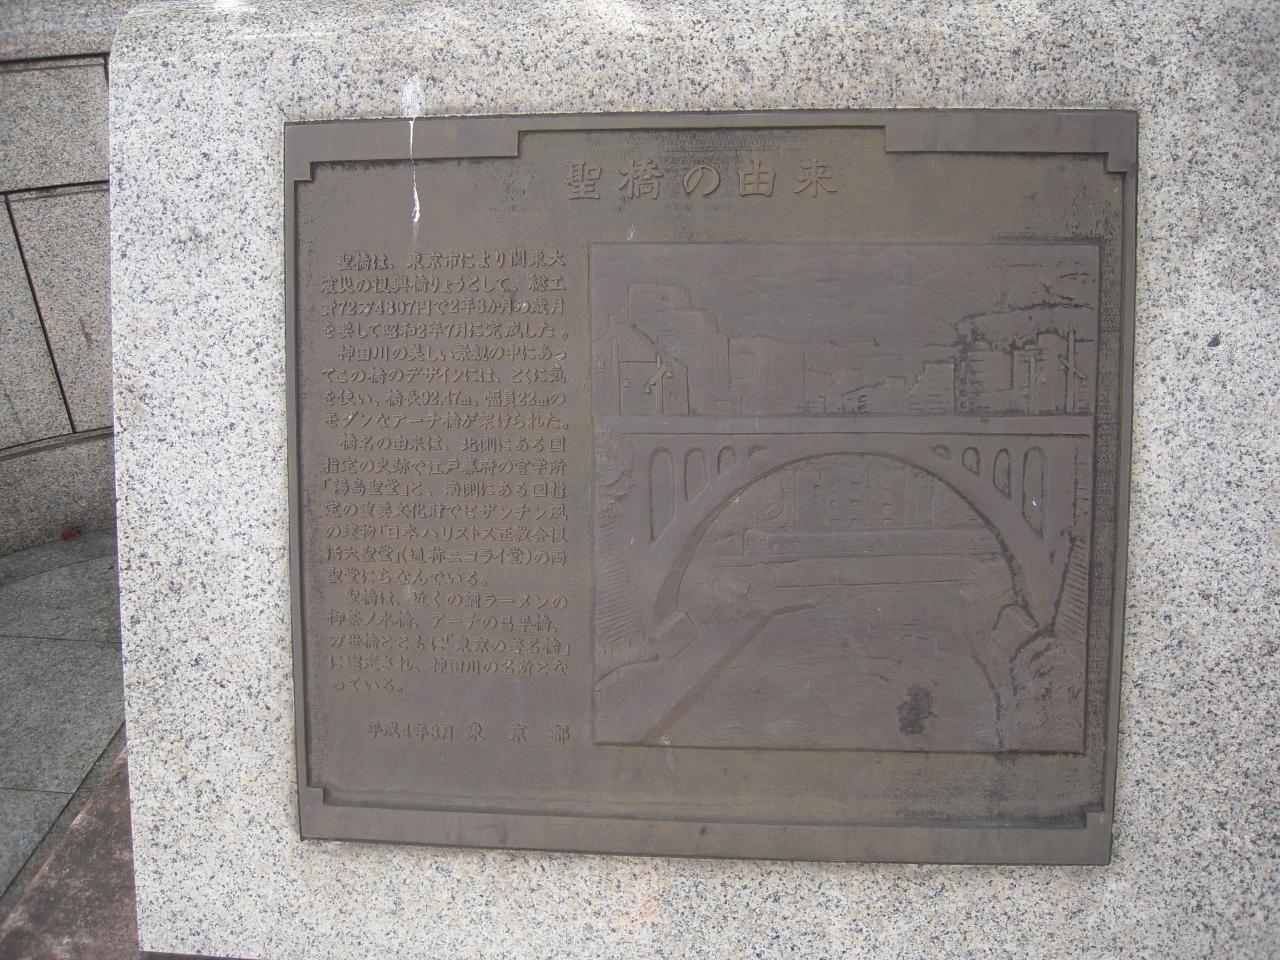 聖橋の由来
聖橋は、東京市により関東大
震災の復興橋りょうとして、総工
費72万4807円で2年8か月の歳月
を要して昭和2年7月に完成した。
神田川の美しい景観の中にあっ
てこの橋のデザインには、とくに気
を使い、橋長92.47m、幅員22mの
モダンなアーチ橋が架けられた。
橋名の由来は、北側にある国
指定の史跡で江戸幕府の官学所
「湯島聖堂」と、南側にある国指
定の重要文化財でビザンチン風
の建物「日本ハリストス正教会復
活大聖堂」(通称ニコライ堂)の両
聖堂にちなんでいる。
聖橋は、近くの鋼ラーメンの
御茶ノ水橋、アーチの昌平橋、
万世橋とともに「東京の著名橋」
に選定され、神田川の名所とな
っている。
平成4年3月 東京都